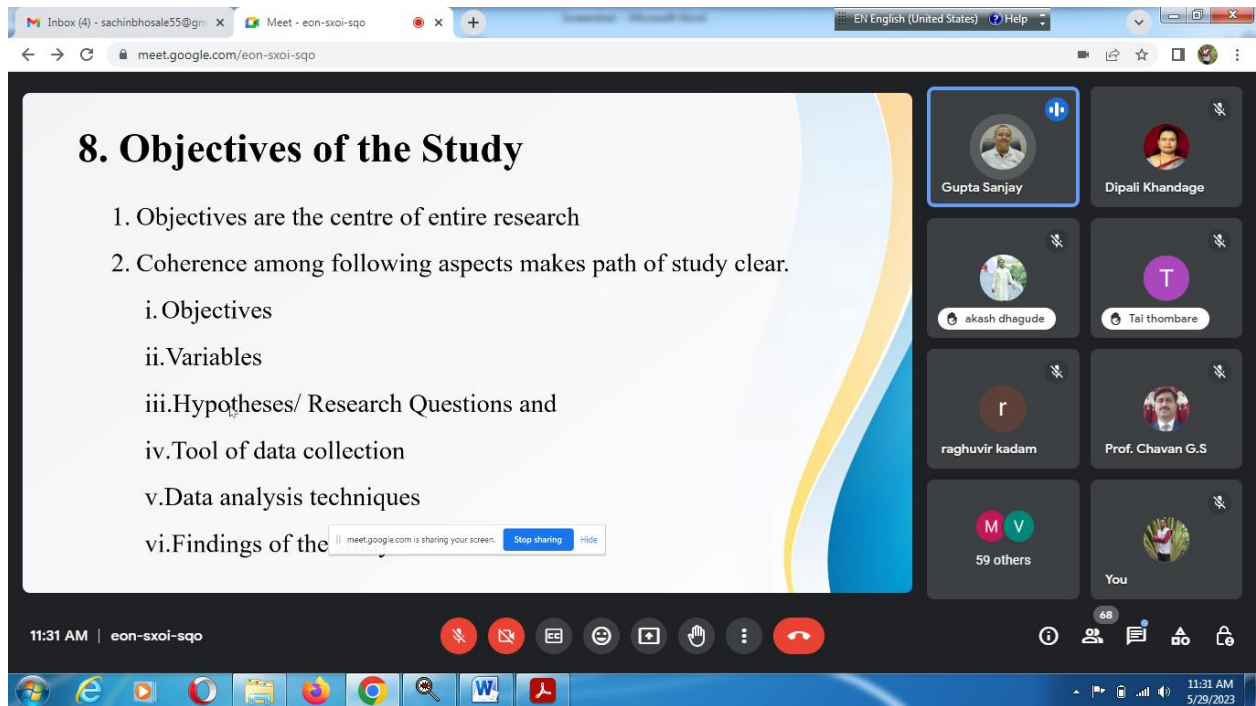 Inbox (4) - sachinbhosale55@gm
Meet - eon-sxoi-sqo
EN English (United States) Help
meet.google.com/eon-sxoi-sqo
8. Objectives of the Study
1. Objectives are the centre of entire research
2. Coherence among following aspects makes path of study clear.
i. Objectives
ii.Variables
iii.Hypotheses/ Research Questions and
iv.Tool of data collection
v.Data analysis techniques
vi.Findings of the
meet.google.com is sharing your screen. Stop sharing Hide
Gupta Sanjay
Dipali Khandage
akash dhagude
T
Tai thombare
r
raghuvir kadam
Prof. Chavan G.S
M V
59 others
You
11:31 AM | eon-sxoi-sqo
CC
68
W
11:31 AM
5/29/2023